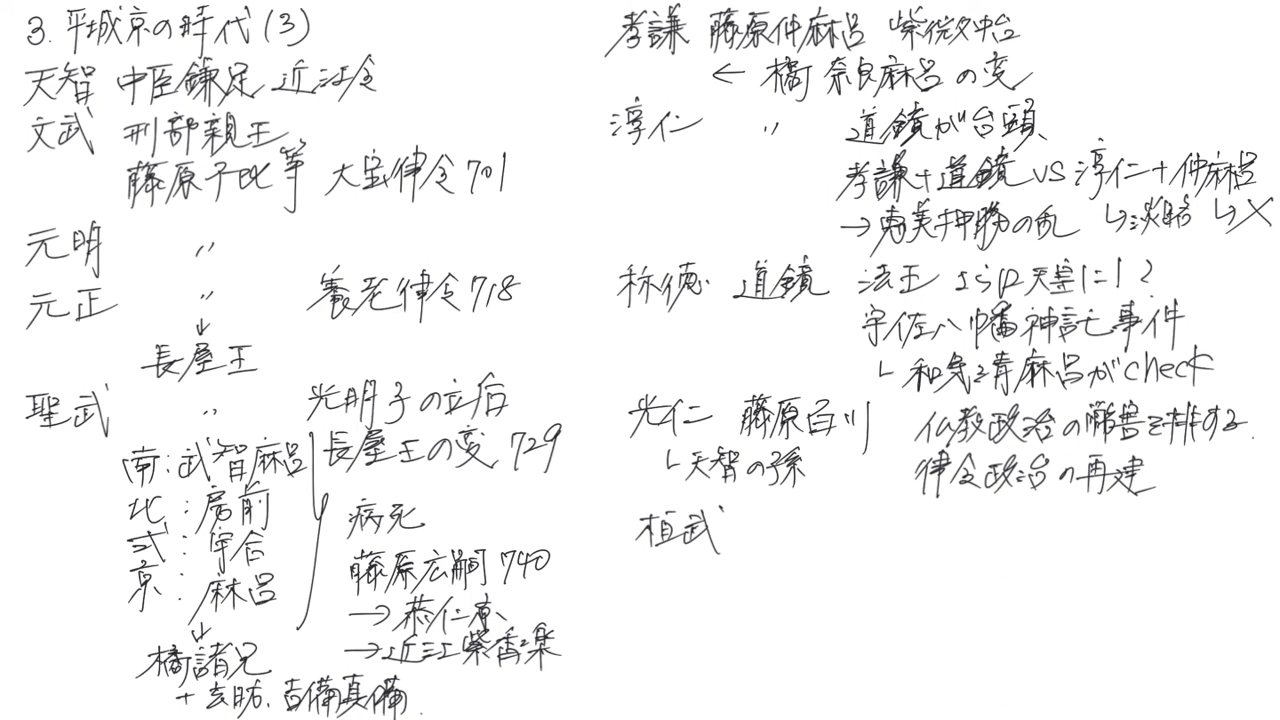 3. 平城京の時代(3)
天智 中臣鎌足 近江令
文武 刑部親王
藤原不比等 大宝律令701
元明 〃
元正 〃 養老律令718
↓
長屋王
聖武 〃 光明子の立后
南:武智麻呂 長屋王の変 729
北:房前
式:宇合 病死
京:麻呂 藤原広嗣 740
↓ →恭仁京
橘諸兄 →近江紫香楽
+玄昉、吉備真備
孝謙 藤原仲麻呂 紫微中台
← 橘奈良麻呂の変
淳仁 〃 道鏡が台頭
孝謙+道鏡 VS 淳仁+仲麻呂
→恵美押勝の乱 ↳淡路 ↳×
称徳 道鏡 法王 さらに天皇に!?
宇佐八幡神託事件
└ 和気清麻呂がcheck
光仁 藤原百川 仏教政治の弊害を排する
└天智の孫 律令政治の再建
桓武